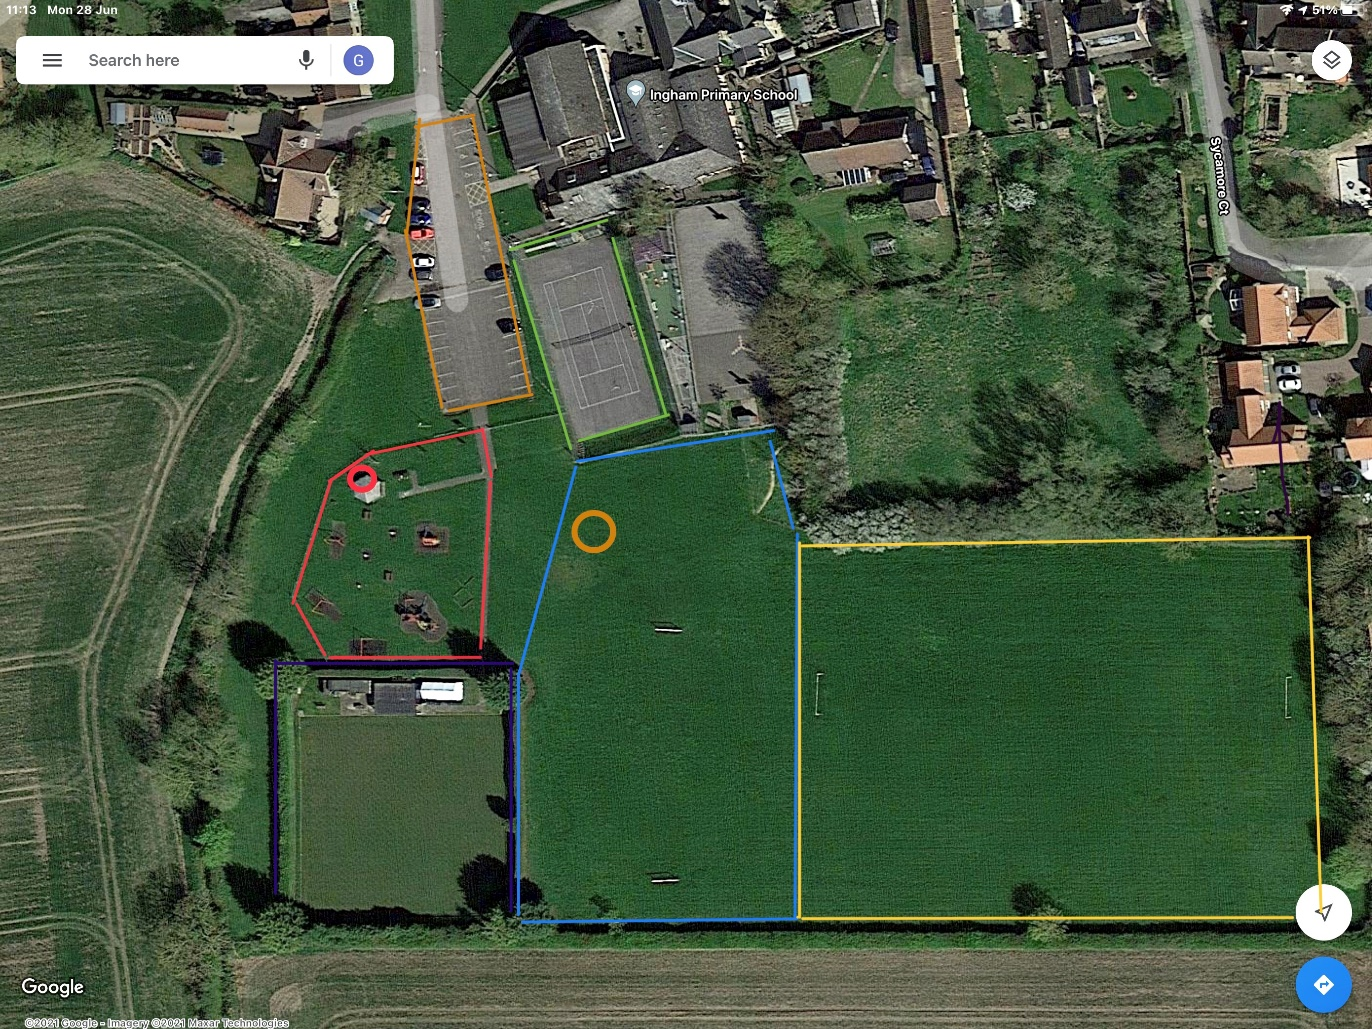 11:13 Mon 28 Jun
51%
Search here
G
Ingham Primary School
Sycamore Ct
Google
©2021 Google - Imagery ©2021 Maxar Technologies